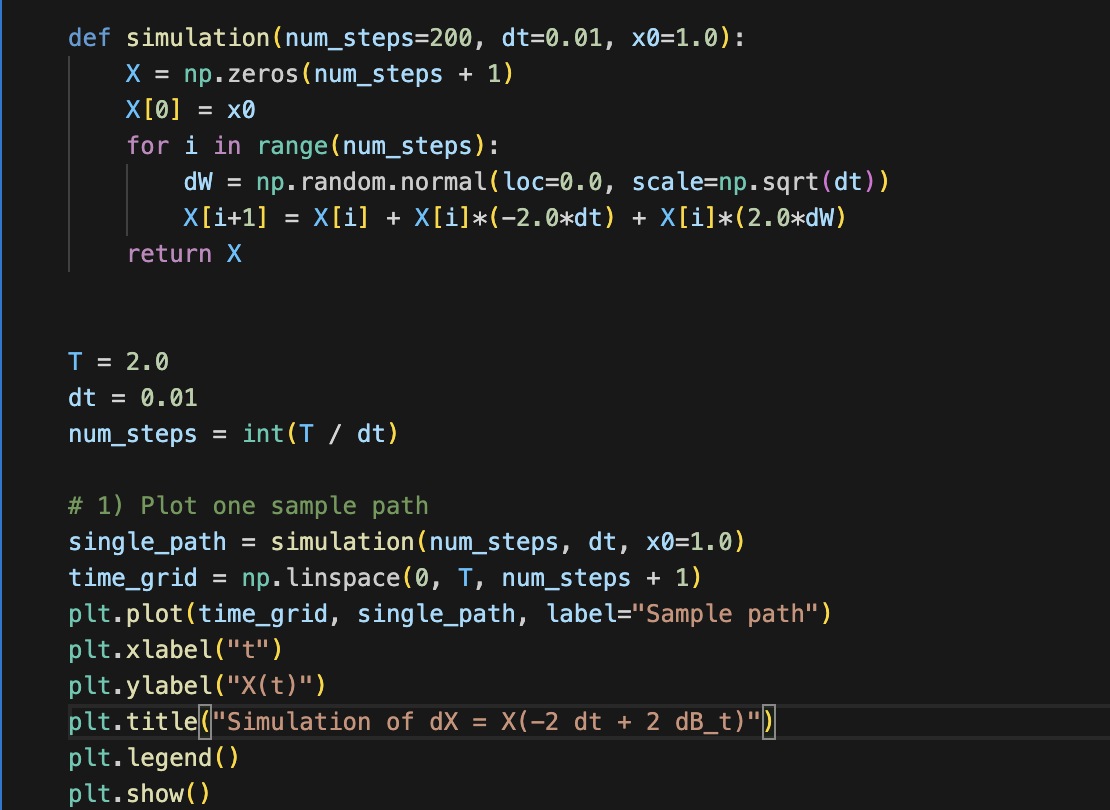 def simulation(num_steps=200, dt=0.01, x0=1.0):
    X = np.zeros(num_steps + 1)
    X[0] = x0
    for i in range(num_steps):
        dW = np.random.normal(loc=0.0, scale=np.sqrt(dt))
        X[i+1] = X[i] + X[i]*(-2.0*dt) + X[i]*(2.0*dW)
    return X
T = 2.0
dt = 0.01
num_steps = int(T / dt)
# 1) Plot one sample path
single_path = simulation(num_steps, dt, x0=1.0)
time_grid = np.linspace(0, T, num_steps + 1)
plt.plot(time_grid, single_path, label="Sample path")
plt.xlabel("t")
plt.ylabel("X(t)")
plt.title("Simulation of dX = X(-2 dt + 2 dB_t)")
plt.legend()
plt.show()